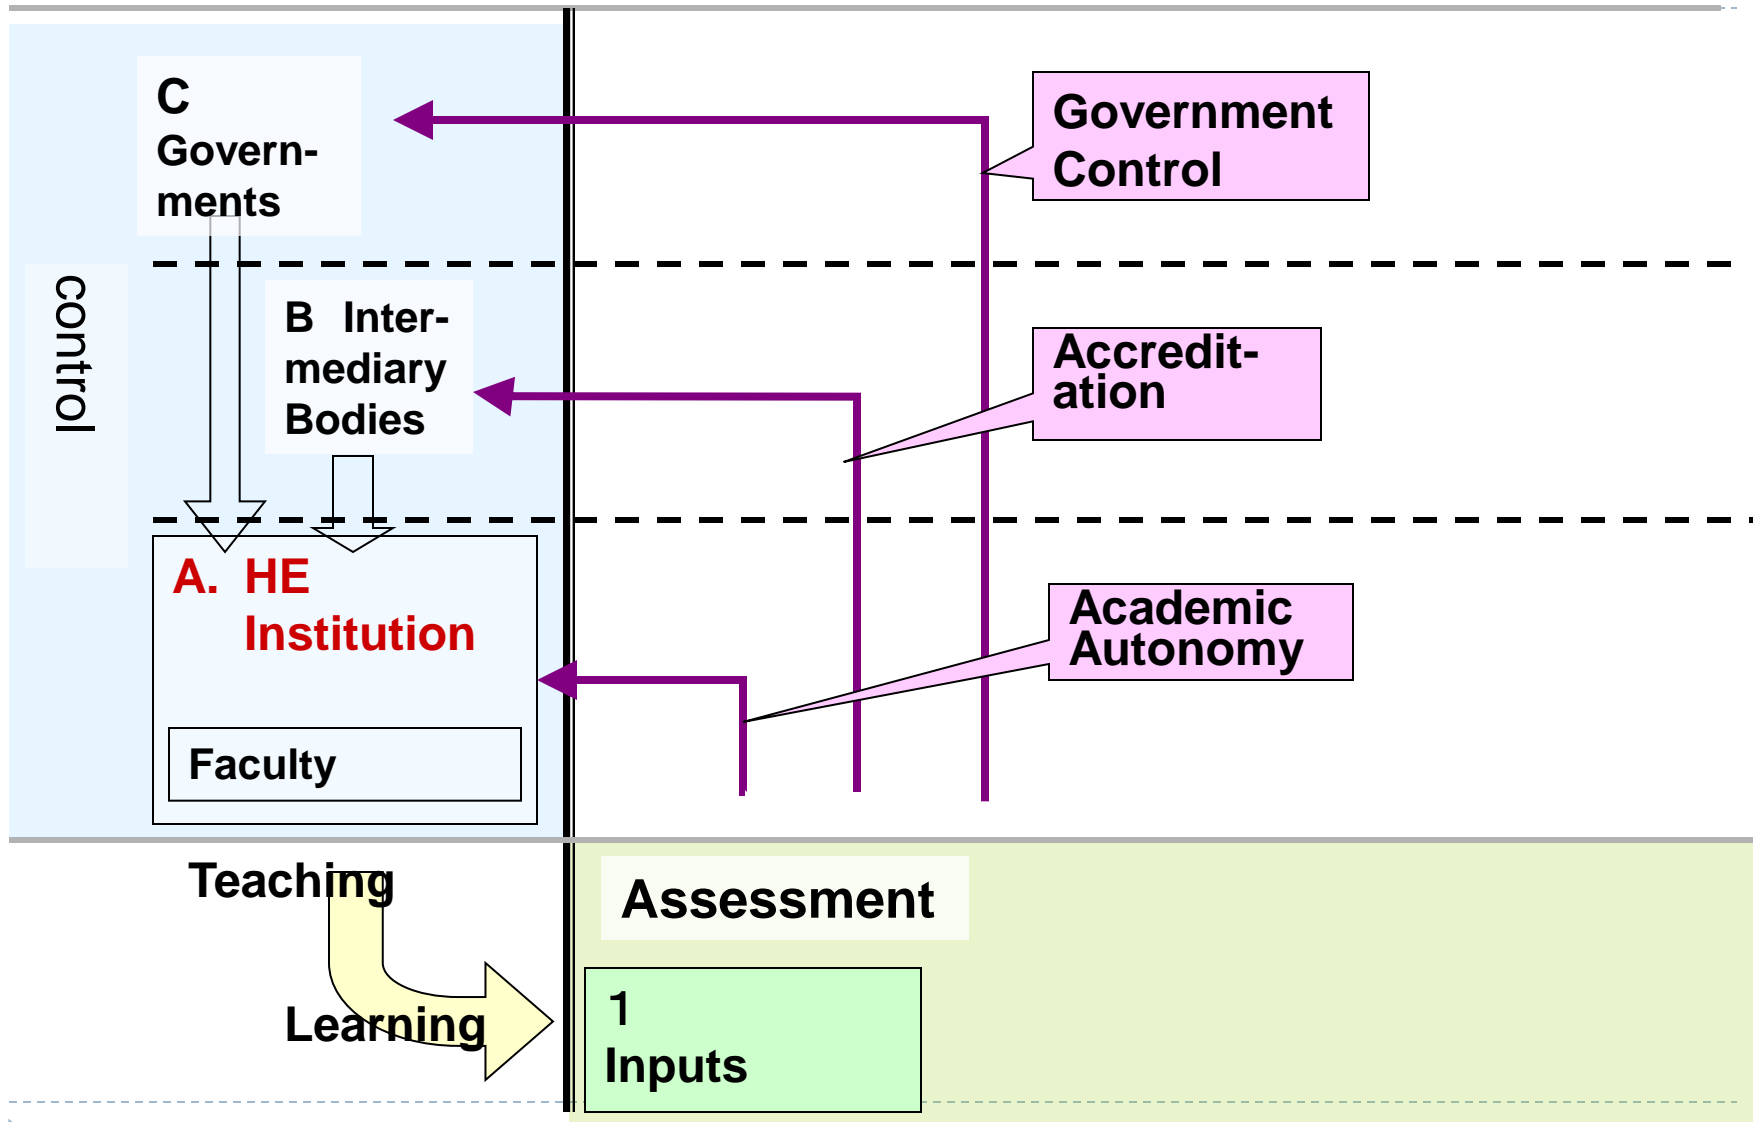 C
Govern-
ments
control
B Inter-
mediary
Bodies
A. HE
Institution
Faculty
Government
Control
Accredit-
ation
Academic
Autonomy
Teaching
Learning
Assessment
1
Inputs